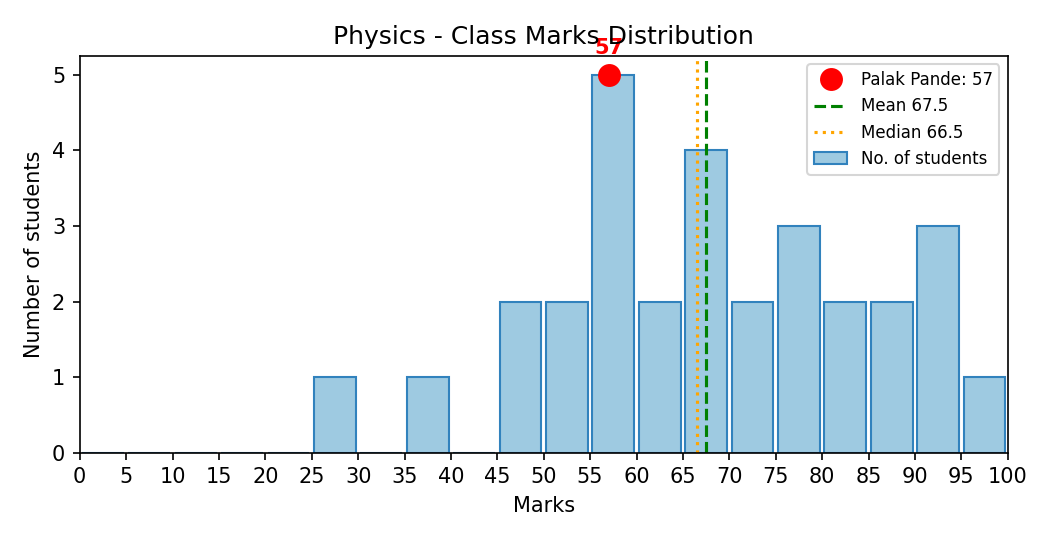 Physics - Class Marks Distribution
57
Palak Pande: 57
Mean 67.5
Median 66.5
No. of students
Number of students
5
4
3
2
1
0
0 5 10 15 20 25 30 35 40 45 50 55 60 65 70 75 80 85 90 95 100
Marks